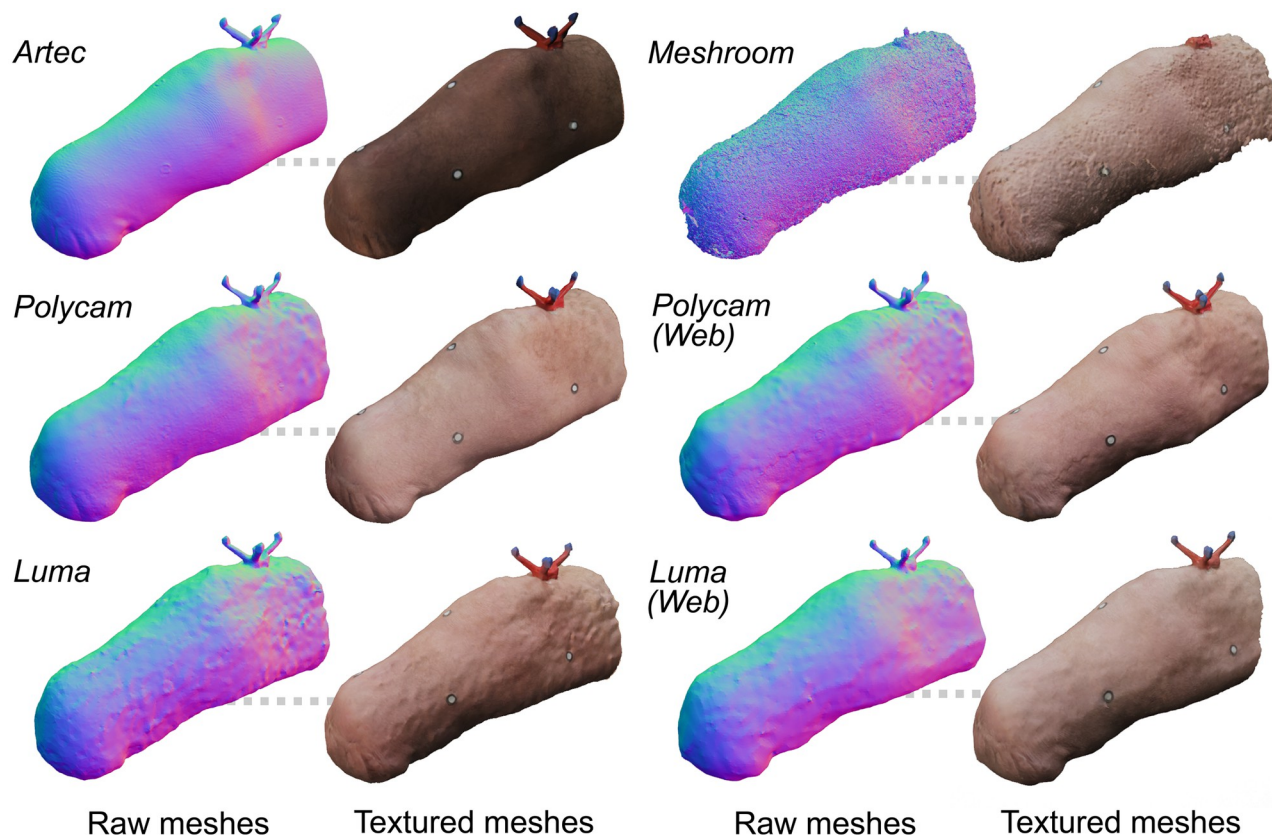 Artec
Meshroom
Polycam
Polycam
(Web)
Luma
Luma
(Web)
Raw meshes
Textured meshes
Raw meshes
Textured meshes